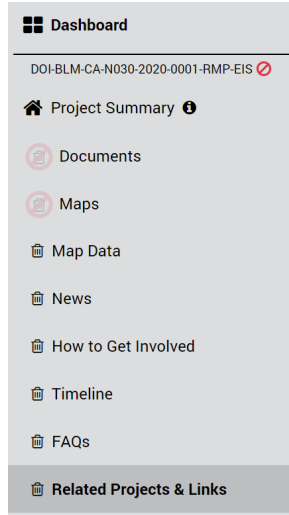 Dashboard
DOI-BLM-CA-N030-2020-0001-RMP-EIS
Project Summary
Documents
Maps
Map Data
News
How to Get Involved
Timeline
FAQs
Related Projects & Links